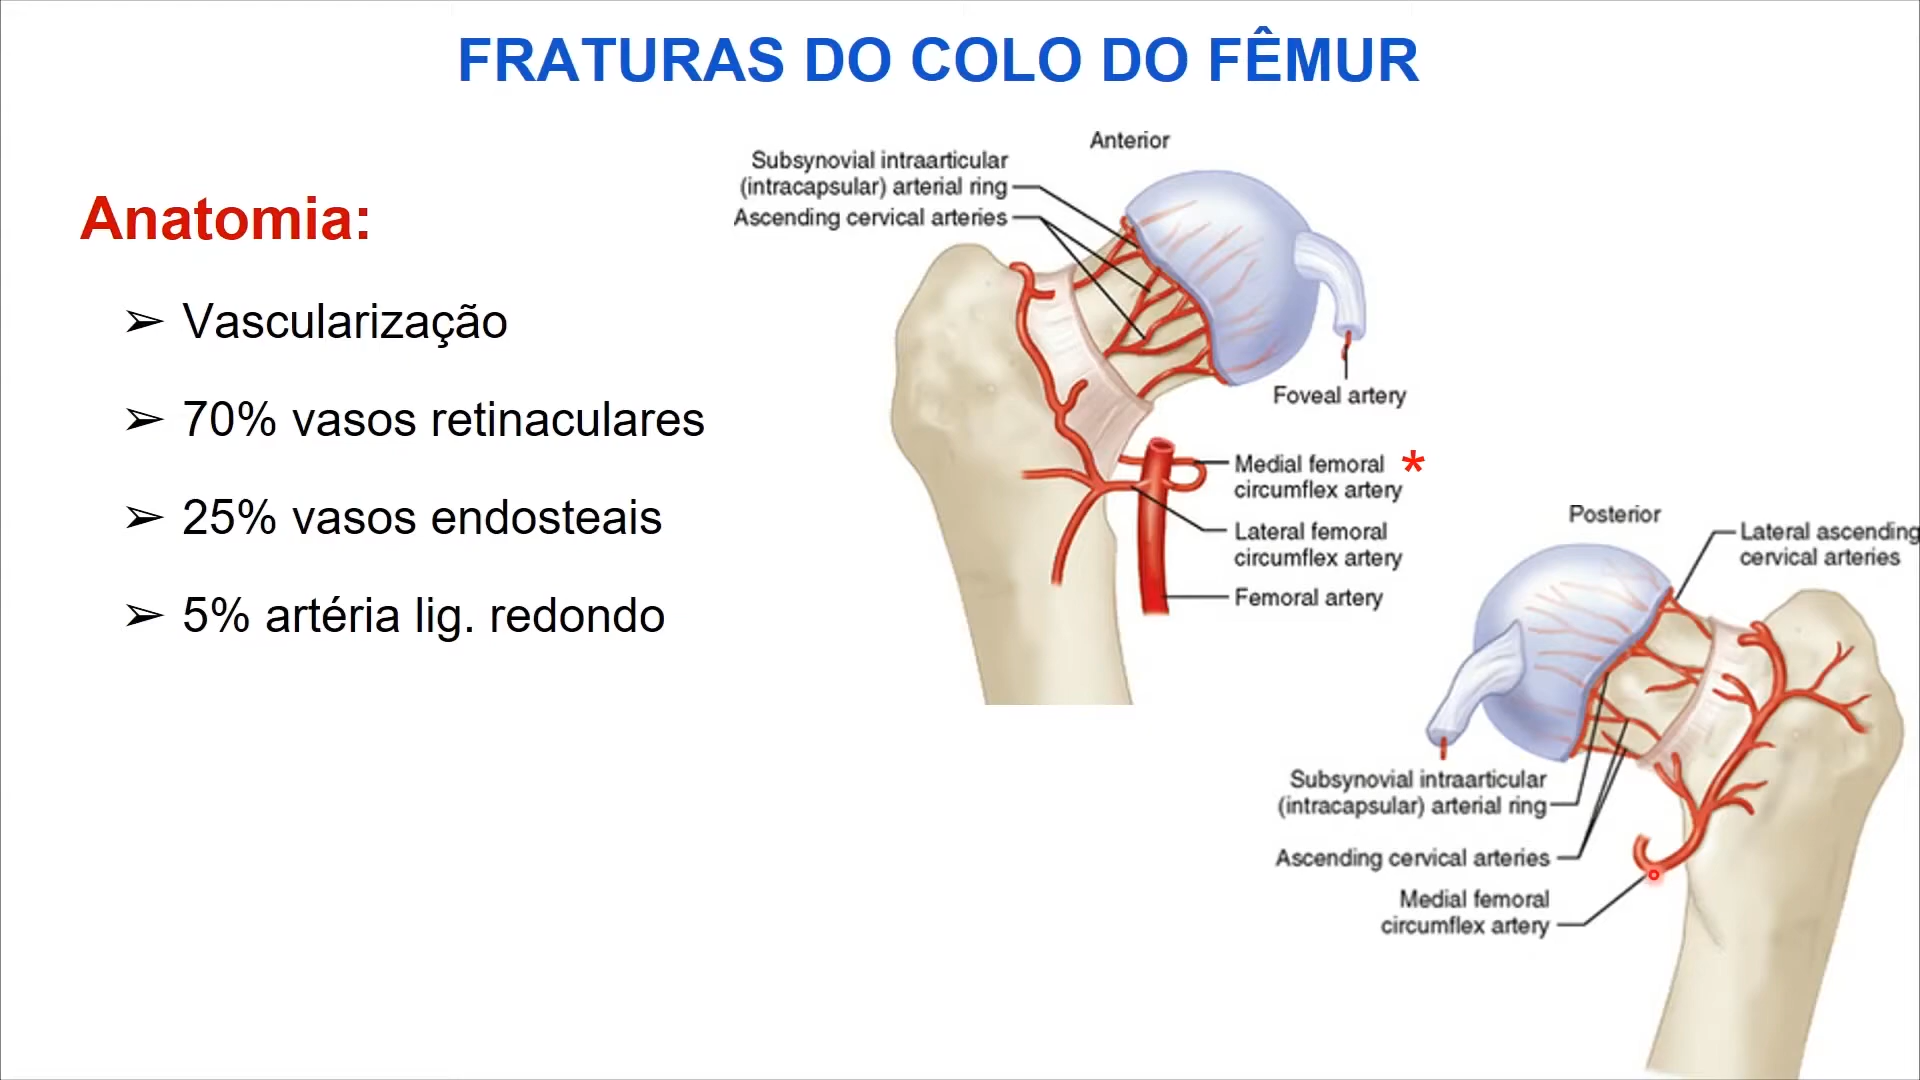 FRATURAS DO COLO DO FÊMUR
Anatomia:
➢ Vascularização
➢ 70% vasos retinaculares
➢ 25% vasos endosteais
➢ 5% artéria lig. redondo
Anterior
Subsynovial intraarticular
(intracapsular) arterial ring
Ascending cervical arteries
Foveal artery
Medial femoral *
circumflex artery
Lateral femoral
circumflex artery
Femoral artery
Posterior
Lateral ascending
cervical arteries
Subsynovial intraarticular
(intracapsular) arterial ring
Ascending cervical arteries
Medial femoral
circumflex artery